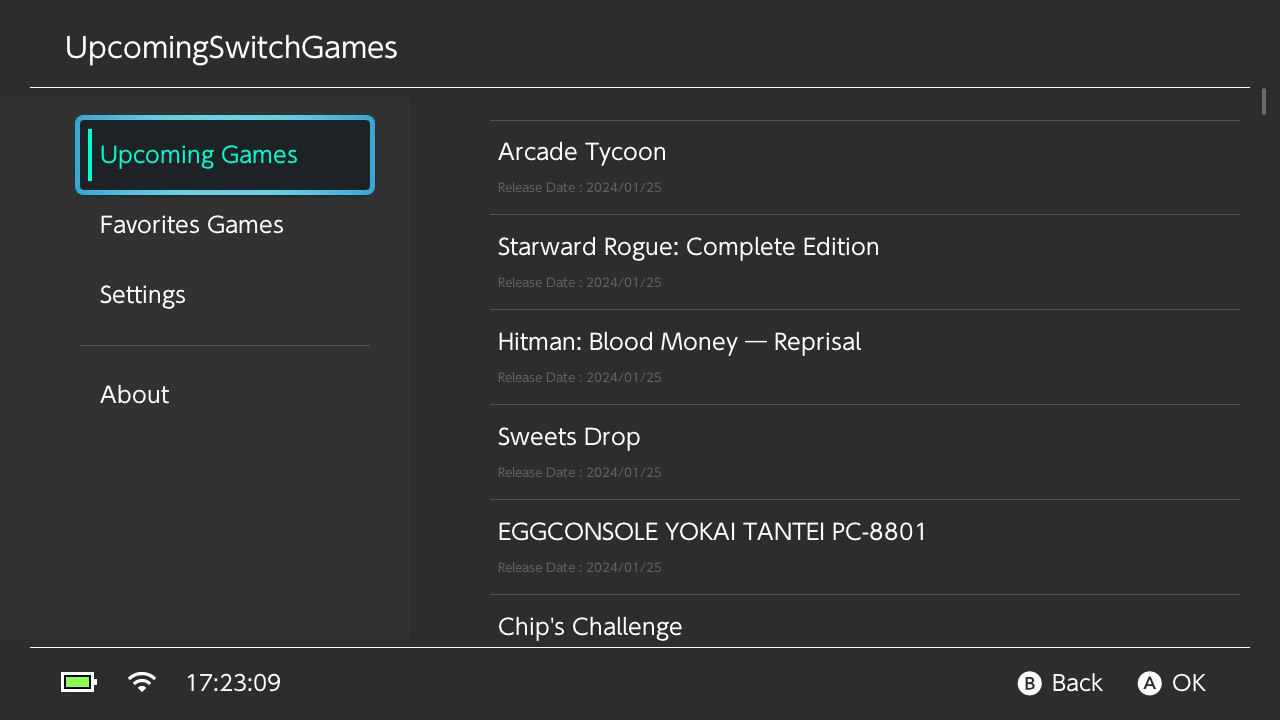 UpcomingSwitchGames
Upcoming Games
Favorites Games
Settings
About
Arcade Tycoon
Release Date : 2024/01/25
Starward Rogue: Complete Edition
Release Date : 2024/01/25
Hitman: Blood Money — Reprisal
Release Date : 2024/01/25
Sweets Drop
Release Date : 2024/01/25
EGGCONSOLE YOKAI TANTEI PC-8801
Release Date : 2024/01/25
Chip's Challenge
17:23:09
B Back A OK